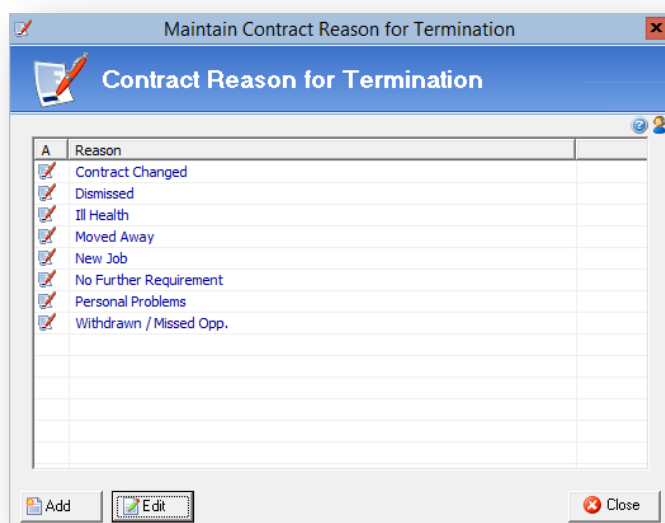 Maintain Contract Reason for Termination
Contract Reason for Termination
A Reason
Contract Changed
Dismissed
Ill Health
Moved Away
New Job
No Further Requirement
Personal Problems
Withdrawn / Missed Opp.
Add Edit Close